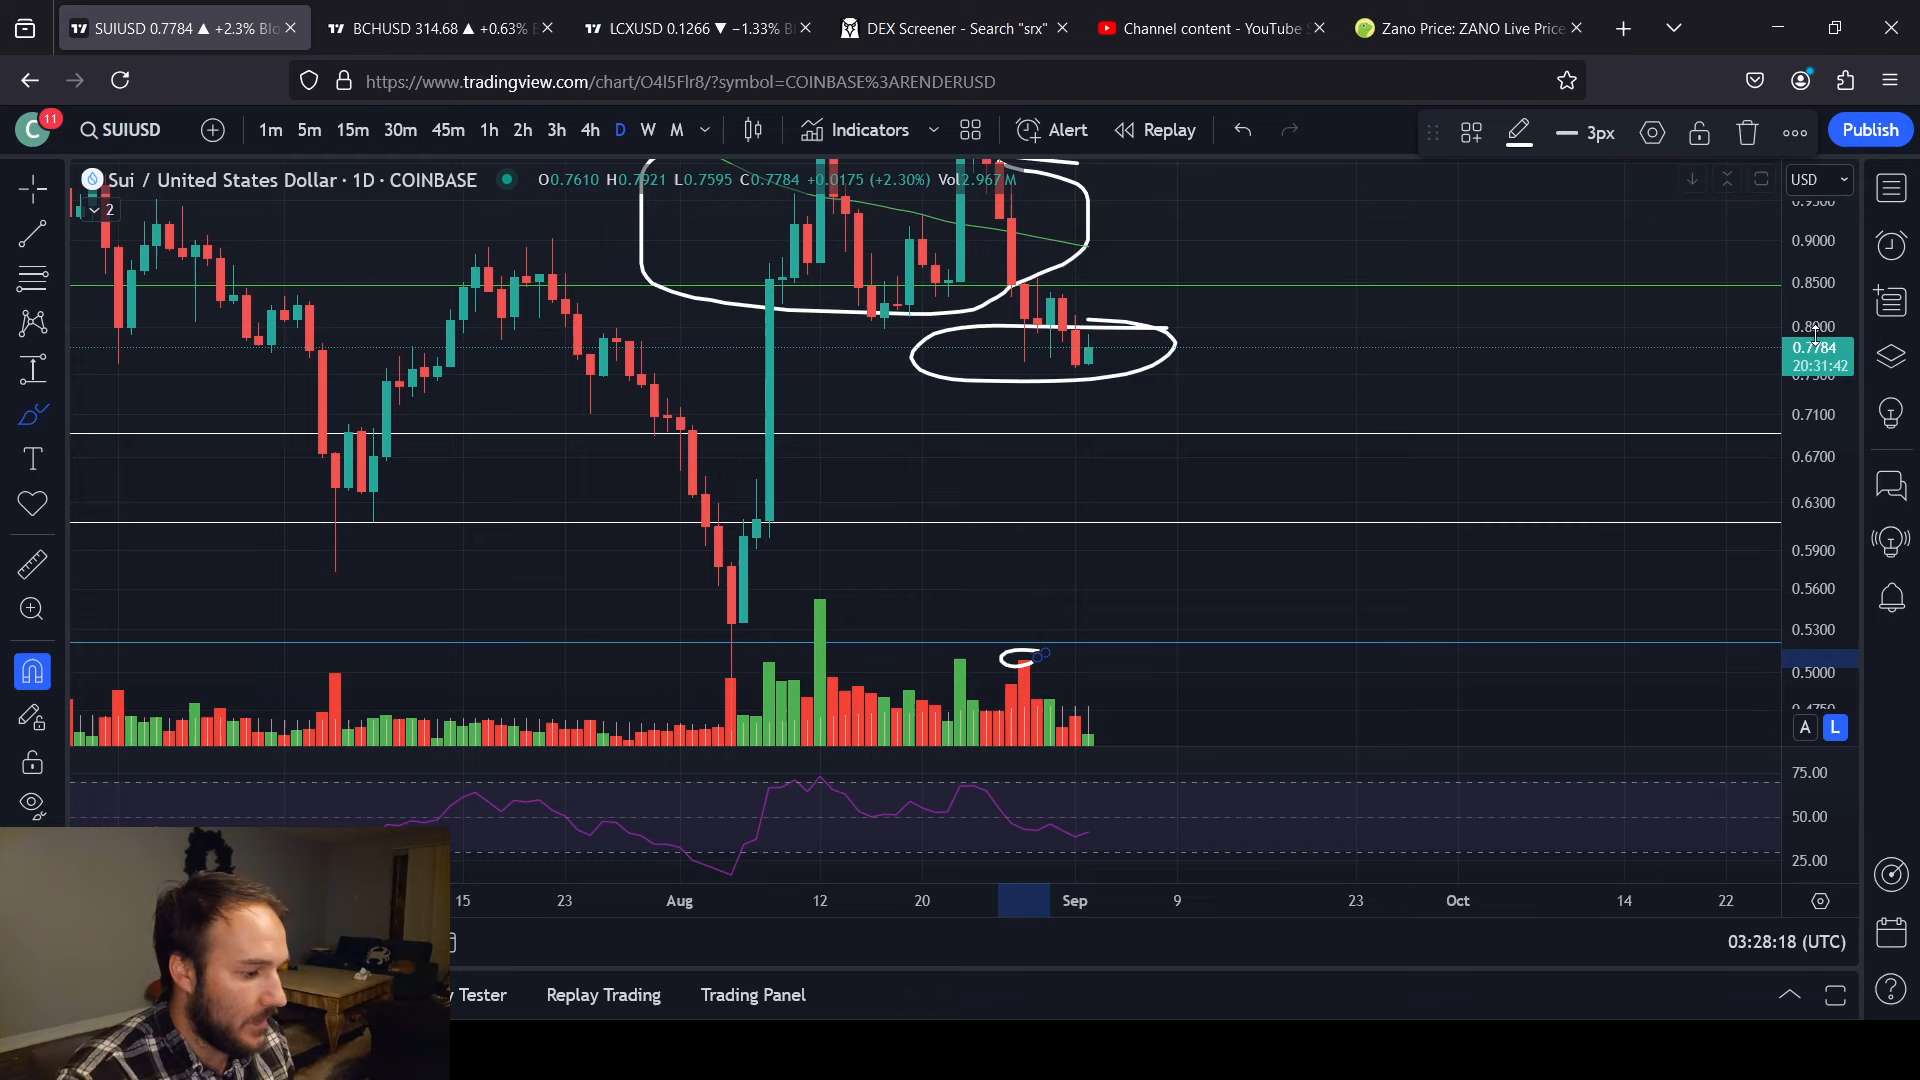 SUIUSD 0.7784 ▲ +2.3% Blo
BCHUSD 314.68 ▲ +0.63% B
LCXUSD 0.1266 ▼ −1.33% B
DEX Screener - Search "srx"
Channel content - YouTube S
Zano Price: ZANO Live Price
https://www.tradingview.com/chart/O4l5Flr8/?symbol=COINBASE%3ARENDERUSD
C 11 SUIUSD 1m 5m 15m 30m 45m 1h 2h 3h 4h D W M Indicators Alert Replay 3px Publish
Sui / United States Dollar · 1D · COINBASE O0.7610 H0.7921 L0.7595 C0.7784 +0.0175 (+2.30%) Vol2.967 M
USD
2
0.9500
0.9000
0.8500
0.8000
0.7784
20:31:42
0.7500
0.7100
0.6700
0.6300
0.5900
0.5600
0.5300
0.5000
0.4750
A L
75.00
50.00
25.00
15 23 Aug 12 20 Sep 9 23 Oct 14 22
03:28:18 (UTC)
y Tester Replay Trading Trading Panel